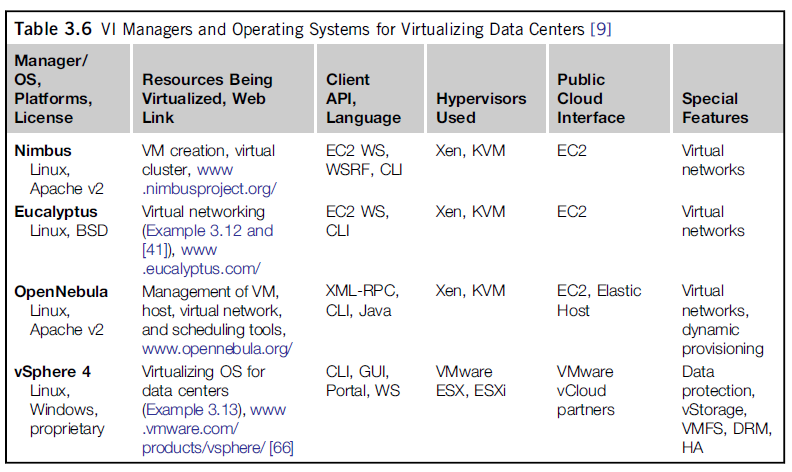 Table 3.6 VI Managers and Operating Systems for Virtualizing Data Centers [9]
Manager/
OS,
Platforms,
License
Resources Being
Virtualized, Web
Link
Client
API,
Language
Hypervisors
Used
Public
Cloud
Interface
Special
Features
Nimbus
Linux,
Apache v2
VM creation, virtual
cluster, www
.nimbusproject.org/
EC2 WS,
WSRF, CLI
Xen, KVM
EC2
Virtual
networks
Eucalyptus
Linux, BSD
Virtual networking
(Example 3.12 and
[41]), www
.eucalyptus.com/
EC2 WS,
CLI
Xen, KVM
EC2
Virtual
networks
OpenNebula
Linux,
Apache v2
Management of VM,
host, virtual network,
and scheduling tools,
www.opennebula.org/
XML-RPC,
CLI, Java
Xen, KVM
EC2, Elastic
Host
Virtual
networks,
dynamic
provisioning
vSphere 4
Linux,
Windows,
proprietary
Virtualizing OS for
data centers
(Example 3.13), www
.vmware.com/
products/vsphere/ [66]
CLI, GUI,
Portal, WS
VMware
ESX, ESXi
VMware
vCloud
partners
Data
protection,
vStorage,
VMFS, DRM,
HA